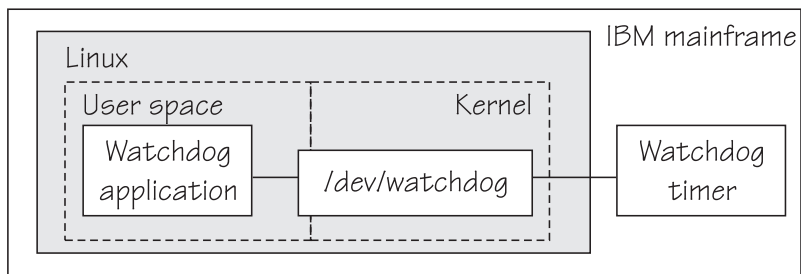 IBM mainframe
Linux
User space
Kernel
Watchdog
application
/dev/watchdog
Watchdog
timer